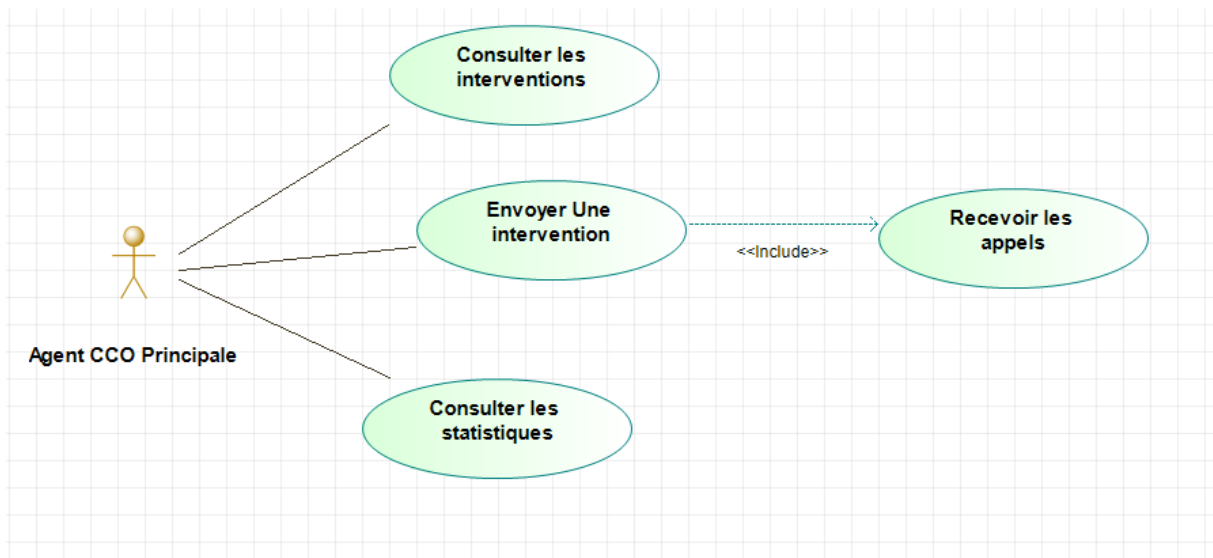 Consulter les
interventions
Envoyer Une
intervention
<<Include>>
Recevoir les
appels
Agent CCO Principale
Consulter les
statistiques